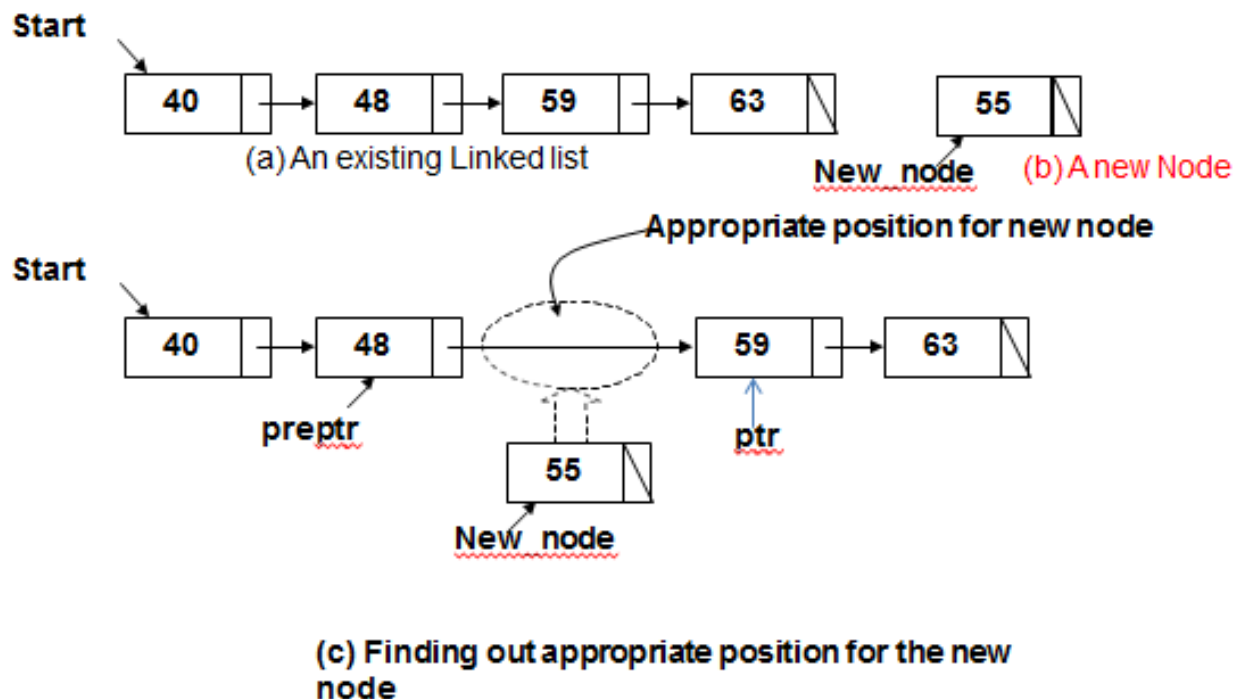 Start
40 48 59 63 55
(a) An existing Linked list
New_node
(b) A new Node
Appropriate position for new node
Start
40 48 59 63
preptr
ptr
55
New_node
(c) Finding out appropriate position for the new
node